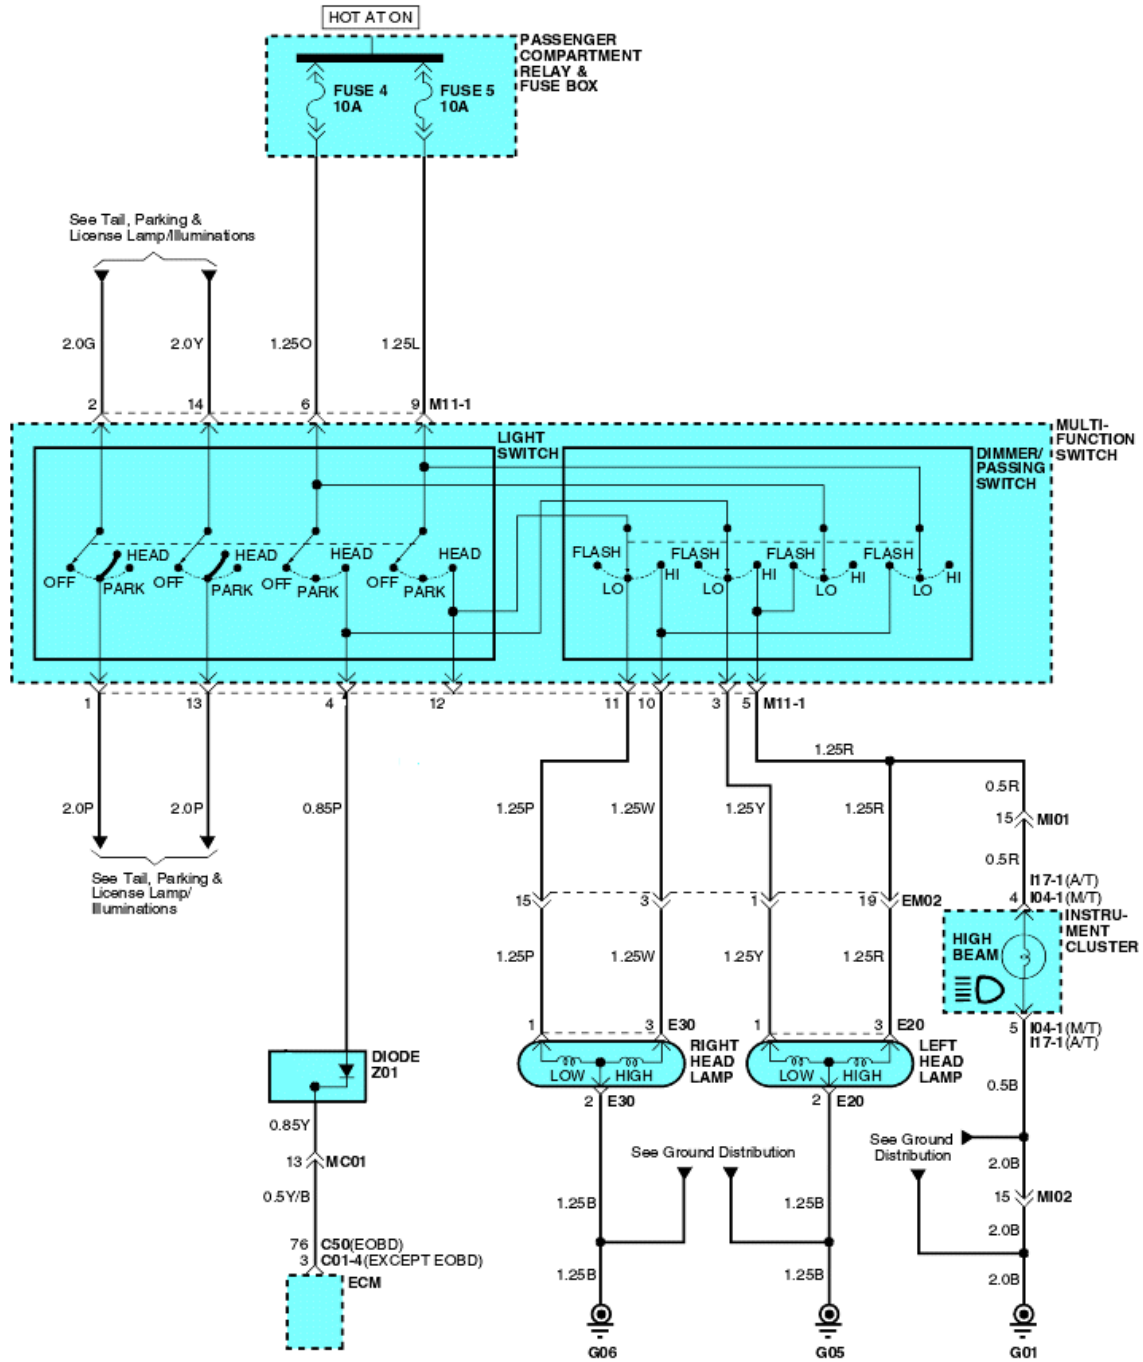 HOT AT ON
PASSENGER
COMPARTMENT
RELAY &
FUSE BOX
FUSE 4
10A
FUSE 5
10A
See Tail, Parking &
License Lamp/Illuminations
2.0G
2.0Y
1.25O
1.25L
2
14
6
9
M11-1
MULTI-
FUNCTION
SWITCH
LIGHT
SWITCH
DIMMER/
PASSING
SWITCH
OFF
PARK
HEAD
OFF
PARK
HEAD
OFF
PARK
HEAD
OFF
PARK
HEAD
FLASH
LO
HI
FLASH
LO
HI
FLASH
LO
HI
FLASH
LO
HI
1
13
4
12
11
10
3
5
M11-1
1.25R
2.0P
2.0P
0.85P
1.25P
1.25W
1.25Y
1.25R
0.5R
15
MI01
0.5R
See Tail, Parking &
License Lamp/
Illuminations
15
3
1
19
EM02
I17-1(A/T)
4
I04-1(M/T)
INSTRU-
MENT
CLUSTER
HIGH
BEAM
1.25P
1.25W
1.25Y
1.25R
1
3
E30
1
3
E20
5
I04-1(M/T)
I17-1(A/T)
RIGHT
HEAD
LAMP
LOW
HIGH
LEFT
HEAD
LAMP
LOW
HIGH
DIODE
Z01
2
E30
2
E20
0.5B
0.85Y
13
MC01
0.5Y/B
See Ground Distribution
See Ground
Distribution
2.0B
15
MI02
1.25B
1.25B
2.0B
76
C50(EOBD)
3
C01-4(EXCEPT EOBD)
ECM
1.25B
1.25B
2.0B
G06
G05
G01